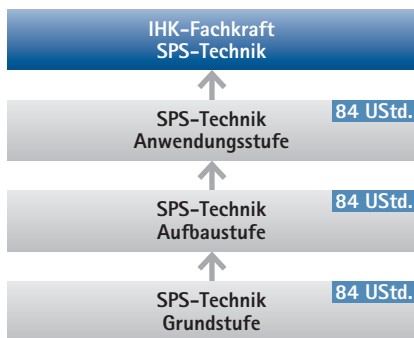 IHK-Fachkraft
SPS-Technik
SPS-Technik
84 UStd.
Anwendungsstufe
SPS-Technik
84 UStd.
Aufbaustufe
SPS-Technik
84 UStd.
Grundstufe